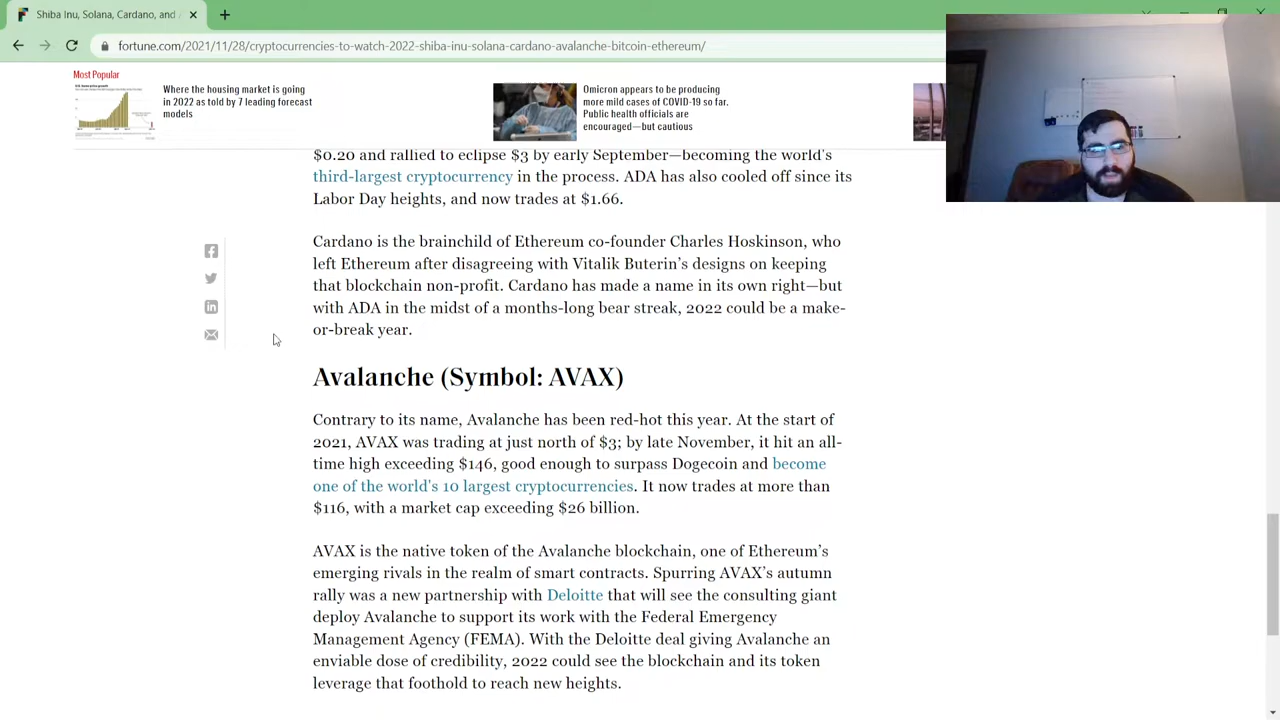 Shiba Inu, Solana, Cardano, and
fortune.com/2021/11/28/cryptocurrencies-to-watch-2022-shiba-inu-solana-cardano-avalanche-bitcoin-ethereum/
Most Popular
Where the housing market is going
in 2022 as told by 7 leading forecast
models
Omicron appears to be producing
more mild cases of COVID-19 so far.
Public health officials are
encouraged—but cautious
$0.20 and rallied to eclipse $3 by early September—becoming the world's
third-largest cryptocurrency in the process. ADA has also cooled off since its
Labor Day heights, and now trades at $1.66.
Cardano is the brainchild of Ethereum co-founder Charles Hoskinson, who
left Ethereum after disagreeing with Vitalik Buterin's designs on keeping
that blockchain non-profit. Cardano has made a name in its own right—but
with ADA in the midst of a months-long bear streak, 2022 could be a make-
or-break year.
Avalanche (Symbol: AVAX)
Contrary to its name, Avalanche has been red-hot this year. At the start of
2021, AVAX was trading at just north of $3; by late November, it hit an all-
time high exceeding $146, good enough to surpass Dogecoin and become
one of the world's 10 largest cryptocurrencies. It now trades at more than
$116, with a market cap exceeding $26 billion.
AVAX is the native token of the Avalanche blockchain, one of Ethereum's
emerging rivals in the realm of smart contracts. Spurring AVAX's autumn
rally was a new partnership with Deloitte that will see the consulting giant
deploy Avalanche to support its work with the Federal Emergency
Management Agency (FEMA). With the Deloitte deal giving Avalanche an
enviable dose of credibility, 2022 could see the blockchain and its token
leverage that foothold to reach new heights.